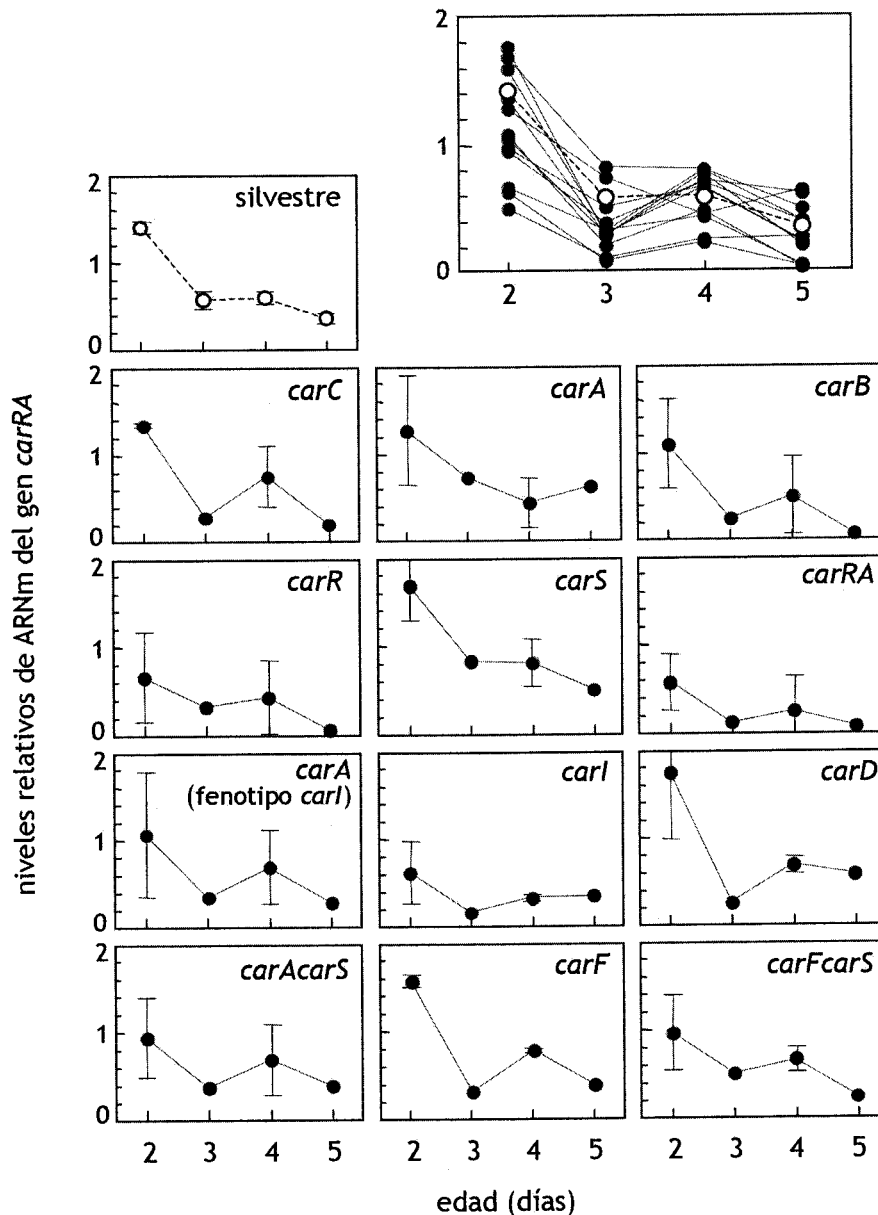 2
1
0
2 3 4 5
silvestre
2
1
0
niveles relativos de ARNm del gen carRA
carC
carA
carB
2
1
0
carR
carS
carRA
2
1
0
carA
(fenotipo carI)
carI
carD
2
1
0
carAcarS
carF
carFcarS
2
1
0
2 3 4 5 2 3 4 5 2 3 4 5
edad (días)